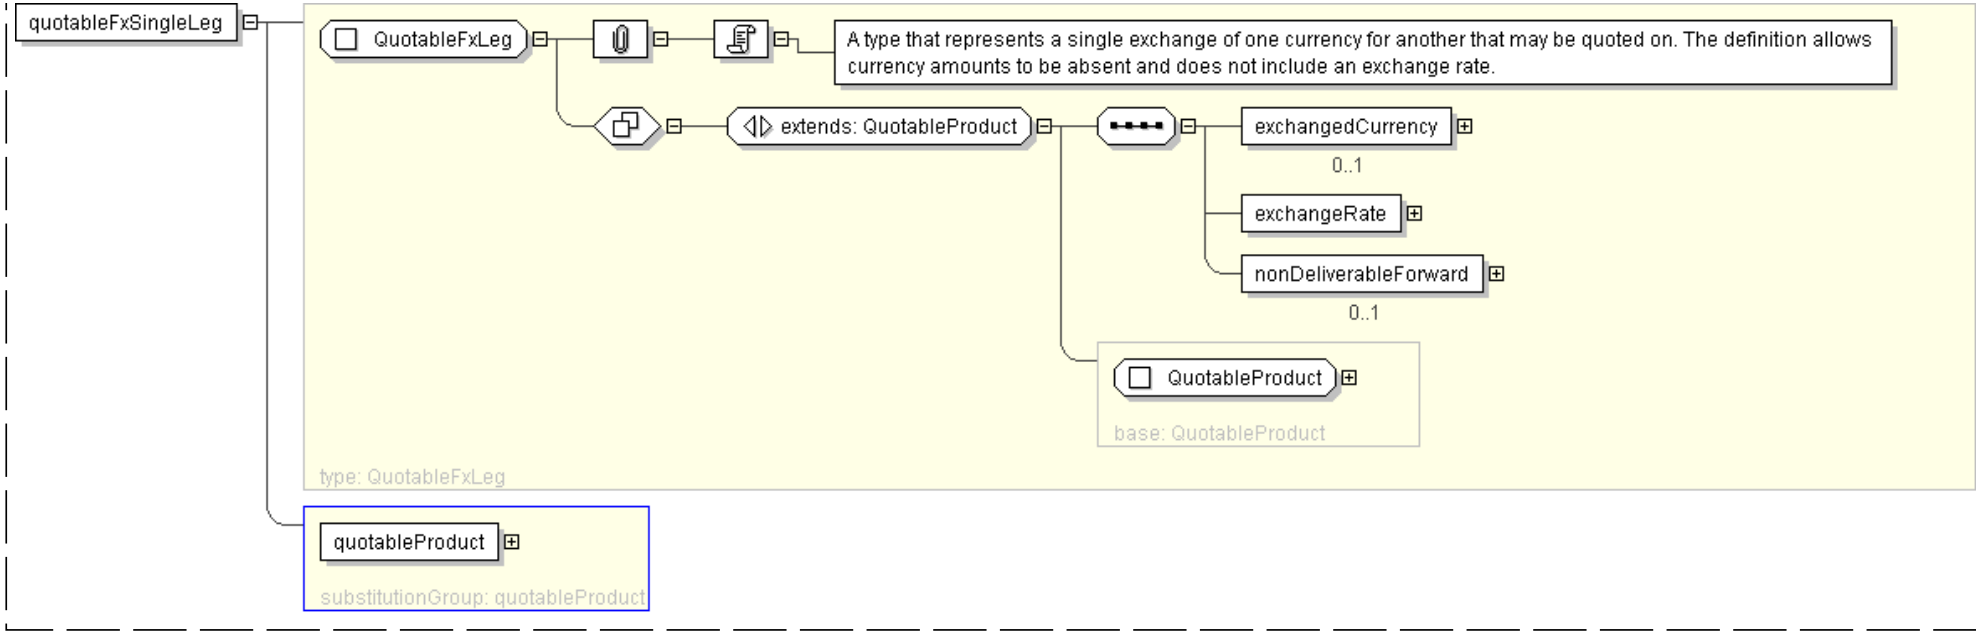 quotableFxSingleLeg
QuotableFxLeg
A type that represents a single exchange of one currency for another that may be quoted on. The definition allows
currency amounts to be absent and does not include an exchange rate.
extends: QuotableProduct
exchangedCurrency
0..1
exchangeRate
nonDeliverableForward
0..1
QuotableProduct
base: QuotableProduct
type: QuotableFxLeg
quotableProduct
substitutionGroup: quotableProduct